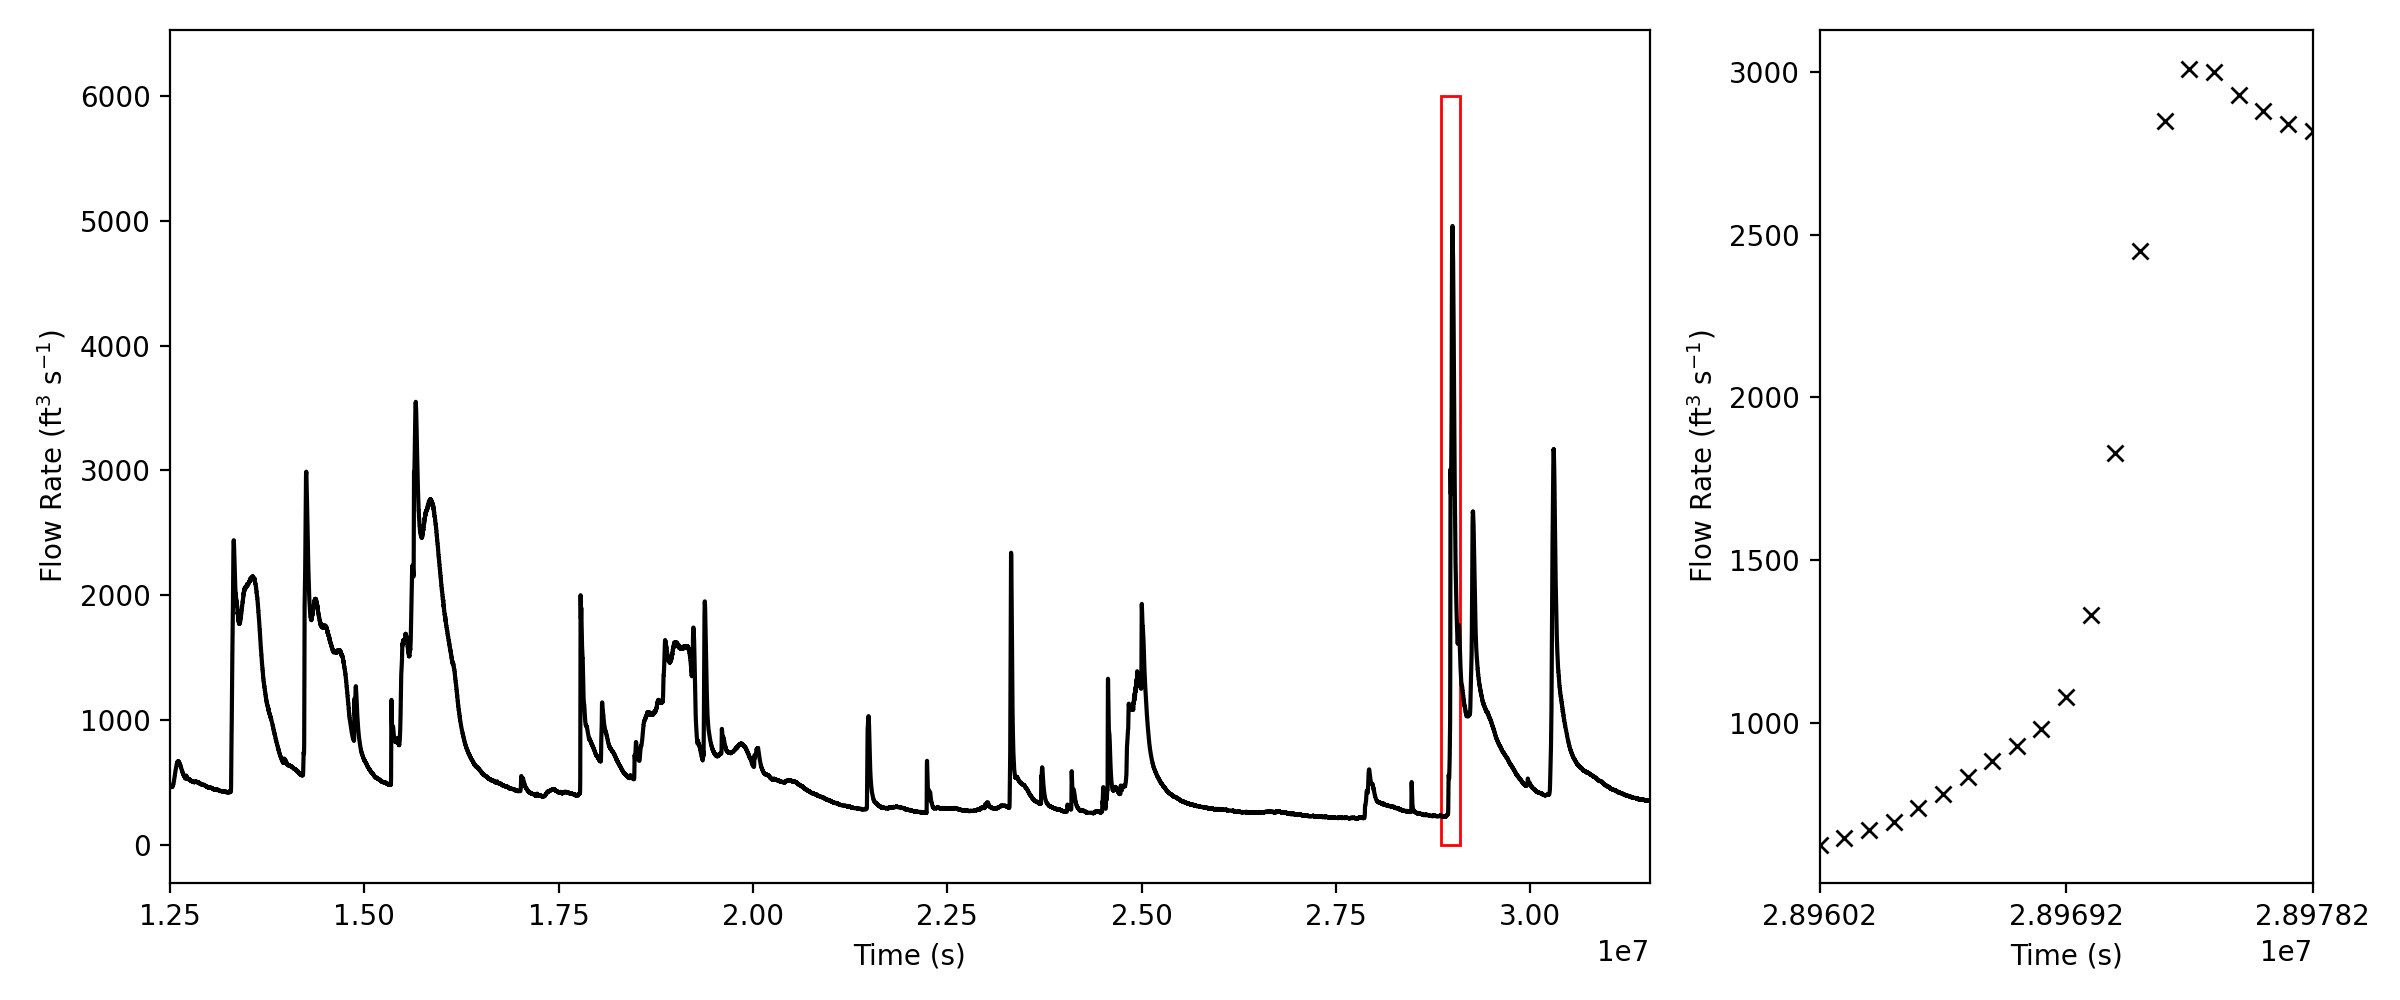 Flow Rate (ft³ s⁻¹)
6000
5000
4000
3000
2000
1000
0
1.25 1.50 1.75 2.00 2.25 2.50 2.75 3.00
Time (s)
1e7
Flow Rate (ft³ s⁻¹)
3000
2500
2000
1500
1000
2.89602 2.89692 2.89782
Time (s)
1e7